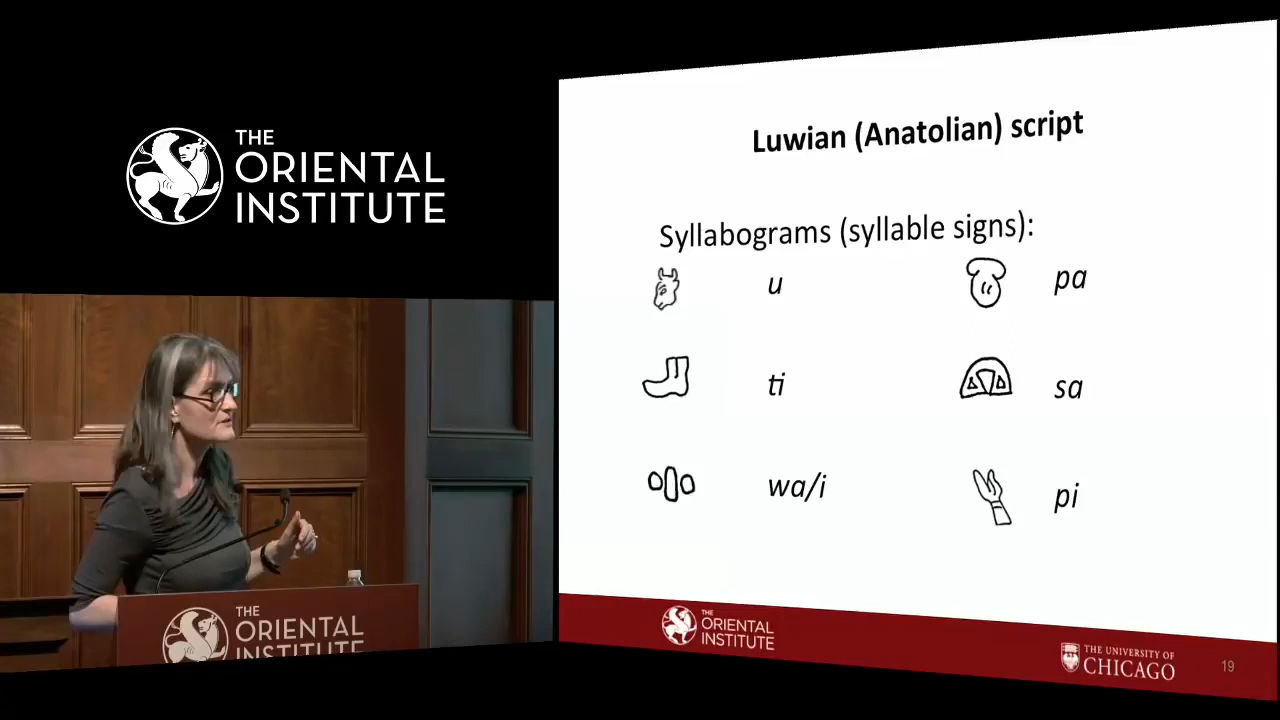 THE
ORIENTAL
INSTITUTE
THE
ORIENTAL
INSTITUTE
Luwian (Anatolian) script
Syllabograms (syllable signs):
u pa
ti sa
wa/i pi
THE
ORIENTAL
INSTITUTE
THE UNIVERSITY OF
CHICAGO
19